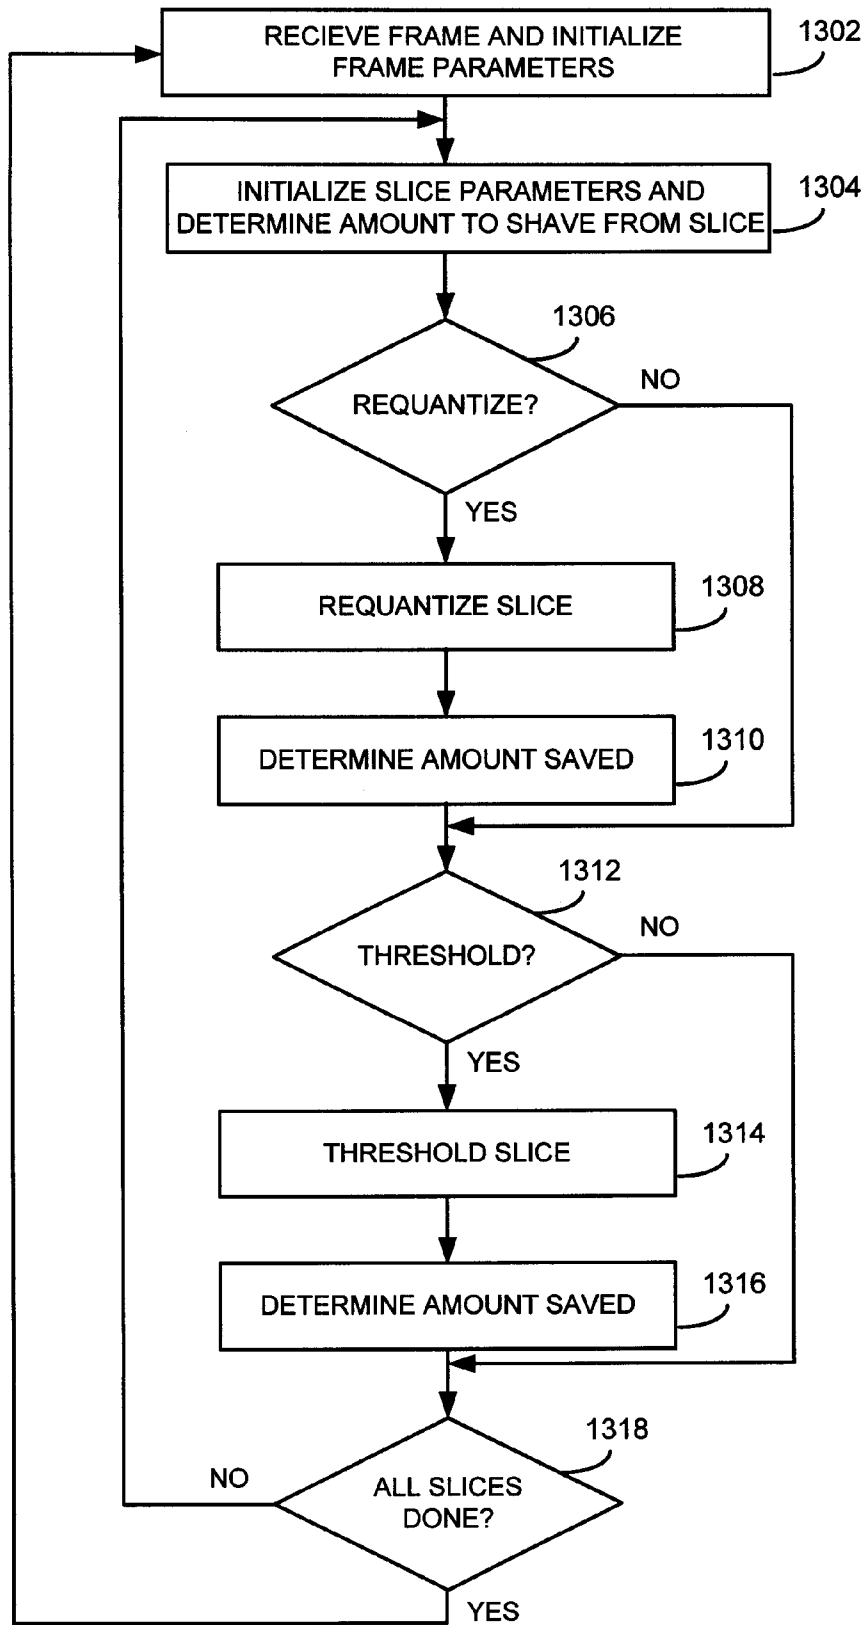 RECIEVE FRAME AND INITIALIZE
FRAME PARAMETERS
1302
INITIALIZE SLICE PARAMETERS AND
DETERMINE AMOUNT TO SHAVE FROM SLICE
1304
1306
REQUANTIZE?
NO
YES
REQUANTIZE SLICE
1308
DETERMINE AMOUNT SAVED
1310
1312
THRESHOLD?
NO
YES
THRESHOLD SLICE
1314
DETERMINE AMOUNT SAVED
1316
1318
NO
ALL SLICES
DONE?
YES